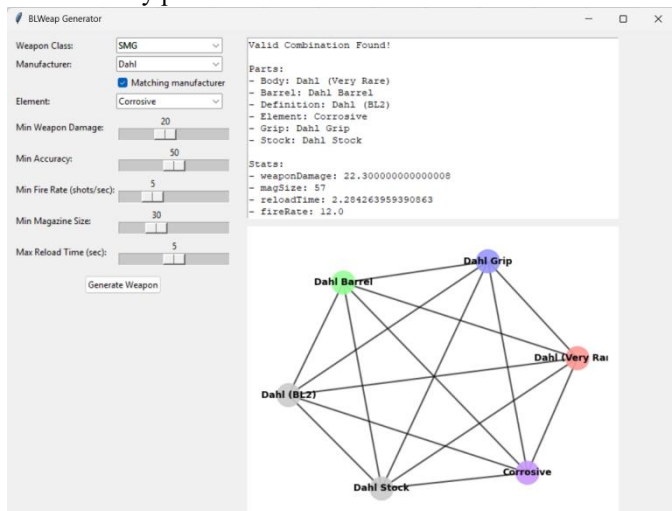 BLWeap Generator
Weapon Class:
SMG
Manufacturer:
Dahl
Matching manufacturer
Element:
Corrosive
Min Weapon Damage:
20
Min Accuracy:
50
Min Fire Rate (shots/sec):
5
Min Magazine Size:
30
Max Reload Time (sec):
5
Generate Weapon
Valid Combination Found!
Parts:
- Body: Dahl (Very Rare)
- Barrel: Dahl Barrel
- Definition: Dahl (BL2)
- Element: Corrosive
- Grip: Dahl Grip
- Stock: Dahl Stock
Stats:
- weaponDamage: 22.300000000000008
- magSize: 57
- reloadTime: 2.284263959390863
- fireRate: 12.0
Dahl Grip
Dahl Barrel
Dahl (Very Rar
Dahl (BL2)
Corrosive
Dahl Stock